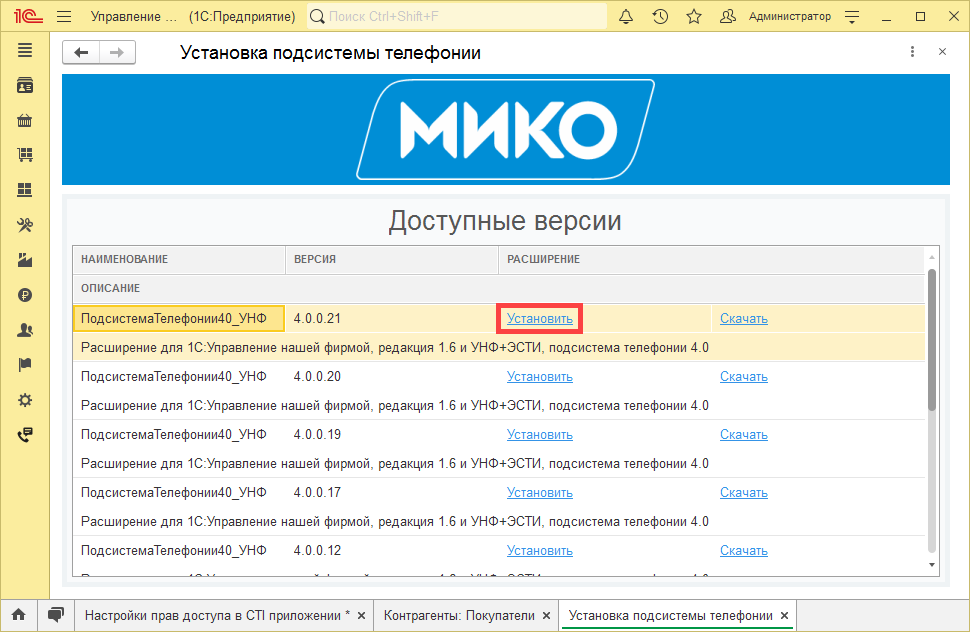 1С Управление ... (1С:Предприятие) Поиск Ctrl+Shift+F Администратор
Установка подсистемы телефонии
МИКО
Доступные версии
НАИМЕНОВАНИЕ ВЕРСИЯ РАСШИРЕНИЕ
ОПИСАНИЕ
ПодсистемаТелефонии40_УНФ 4.0.0.21 Установить Скачать
Расширение для 1С:Управление нашей фирмой, редакция 1.6 и УНФ+ЭСТИ, подсистема телефонии 4.0
ПодсистемаТелефонии40_УНФ 4.0.0.20 Установить Скачать
Расширение для 1С:Управление нашей фирмой, редакция 1.6 и УНФ+ЭСТИ, подсистема телефонии 4.0
ПодсистемаТелефонии40_УНФ 4.0.0.19 Установить Скачать
Расширение для 1С:Управление нашей фирмой, редакция 1.6 и УНФ+ЭСТИ, подсистема телефонии 4.0
ПодсистемаТелефонии40_УНФ 4.0.0.17 Установить Скачать
Расширение для 1С:Управление нашей фирмой, редакция 1.6 и УНФ+ЭСТИ, подсистема телефонии 4.0
ПодсистемаТелефонии40_УНФ 4.0.0.12 Установить Скачать
Настройки прав доступа в CTI приложении * Контрагенты: Покупатели Установка подсистемы телефонии